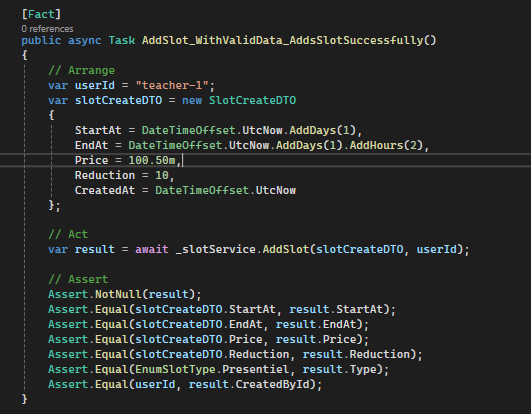 [Fact]
0 references
public async Task AddSlot_WithValidData_AddsSlotSuccessfully()
{
// Arrange
var userId = "teacher-1";
var slotCreateDTO = new SlotCreateDTO
{
StartAt = DateTimeOffset.UtcNow.AddDays(1),
EndAt = DateTimeOffset.UtcNow.AddDays(1).AddHours(2),
Price = 100.50m,
Reduction = 10,
CreatedAt = DateTimeOffset.UtcNow
};
// Act
var result = await _slotService.AddSlot(slotCreateDTO, userId);
// Assert
Assert.NotNull(result);
Assert.Equal(slotCreateDTO.StartAt, result.StartAt);
Assert.Equal(slotCreateDTO.EndAt, result.EndAt);
Assert.Equal(slotCreateDTO.Price, result.Price);
Assert.Equal(slotCreateDTO.Reduction, result.Reduction);
Assert.Equal(EnumSlotType.Presentiel, result.Type);
Assert.Equal(userId, result.CreatedById);
}